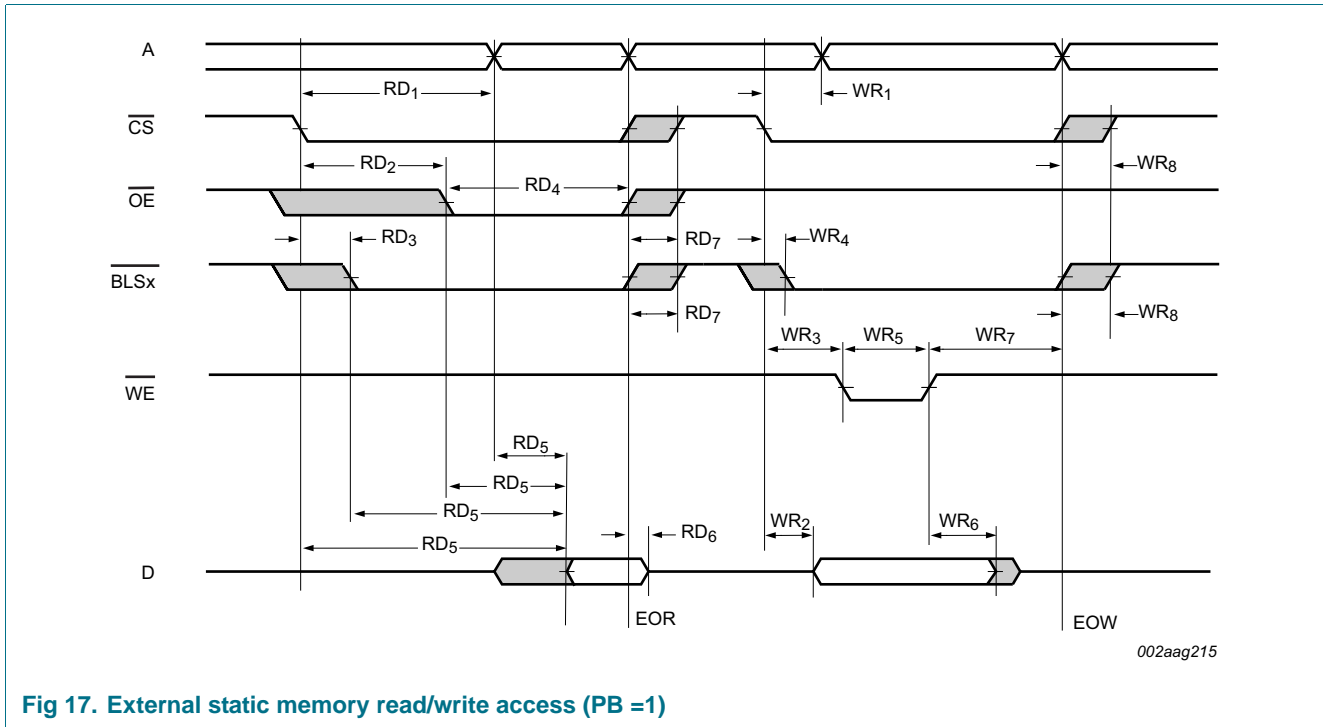 A
RD1
WR1
CS
RD2
WR8
OE
RD4
RD3
RD7
WR4
BLSx
RD7
WR8
WR3 WR5 WR7
WE
RD5
RD5
RD5
RD5
RD6
WR2
WR6
D
EOR
EOW
002aag215
Fig 17. External static memory read/write access (PB =1)